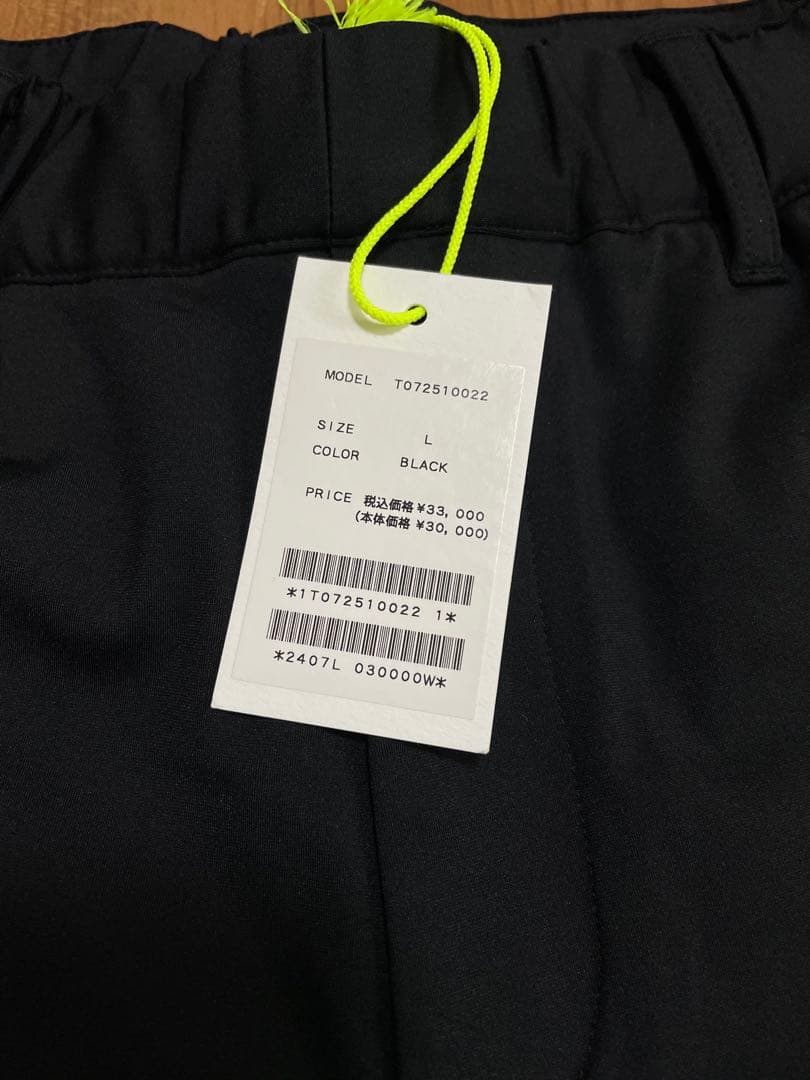 MODEL T072510022
SIZE L
COLOR BLACK
PRICE 税込価格 ¥33,000
(本体価格 ¥30,000)
*1T072510022 1*
*2407L 030000W*